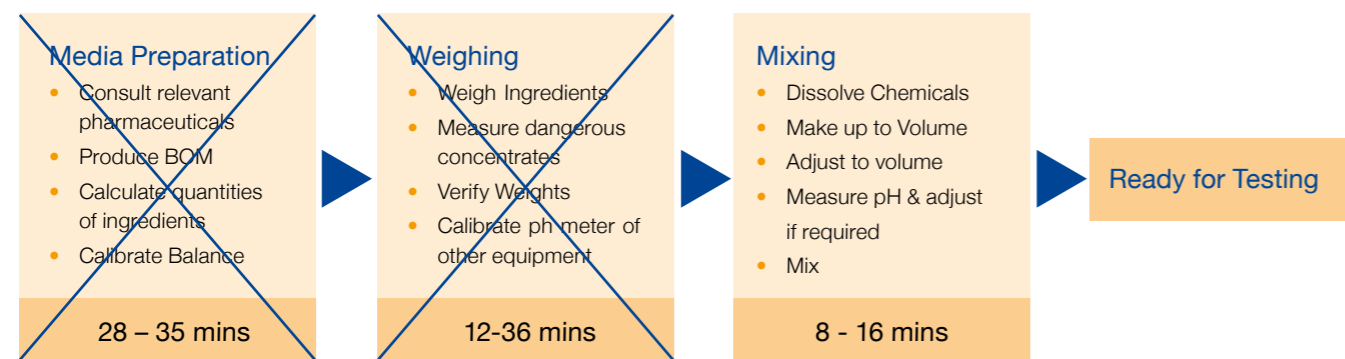 Media Preparation
• Consult relevant
pharmaceuticals
• Produce BOM
• Calculate quantities
of ingredients
• Calibrate Balance
28 – 35 mins
Weighing
• Weigh Ingredients
• Measure dangerous
concentrates
• Verify Weights
• Calibrate ph meter of
other equipment
12-36 mins
Mixing
• Dissolve Chemicals
• Make up to Volume
• Adjust to volume
• Measure pH & adjust
if required
• Mix
8 - 16 mins
Ready for Testing